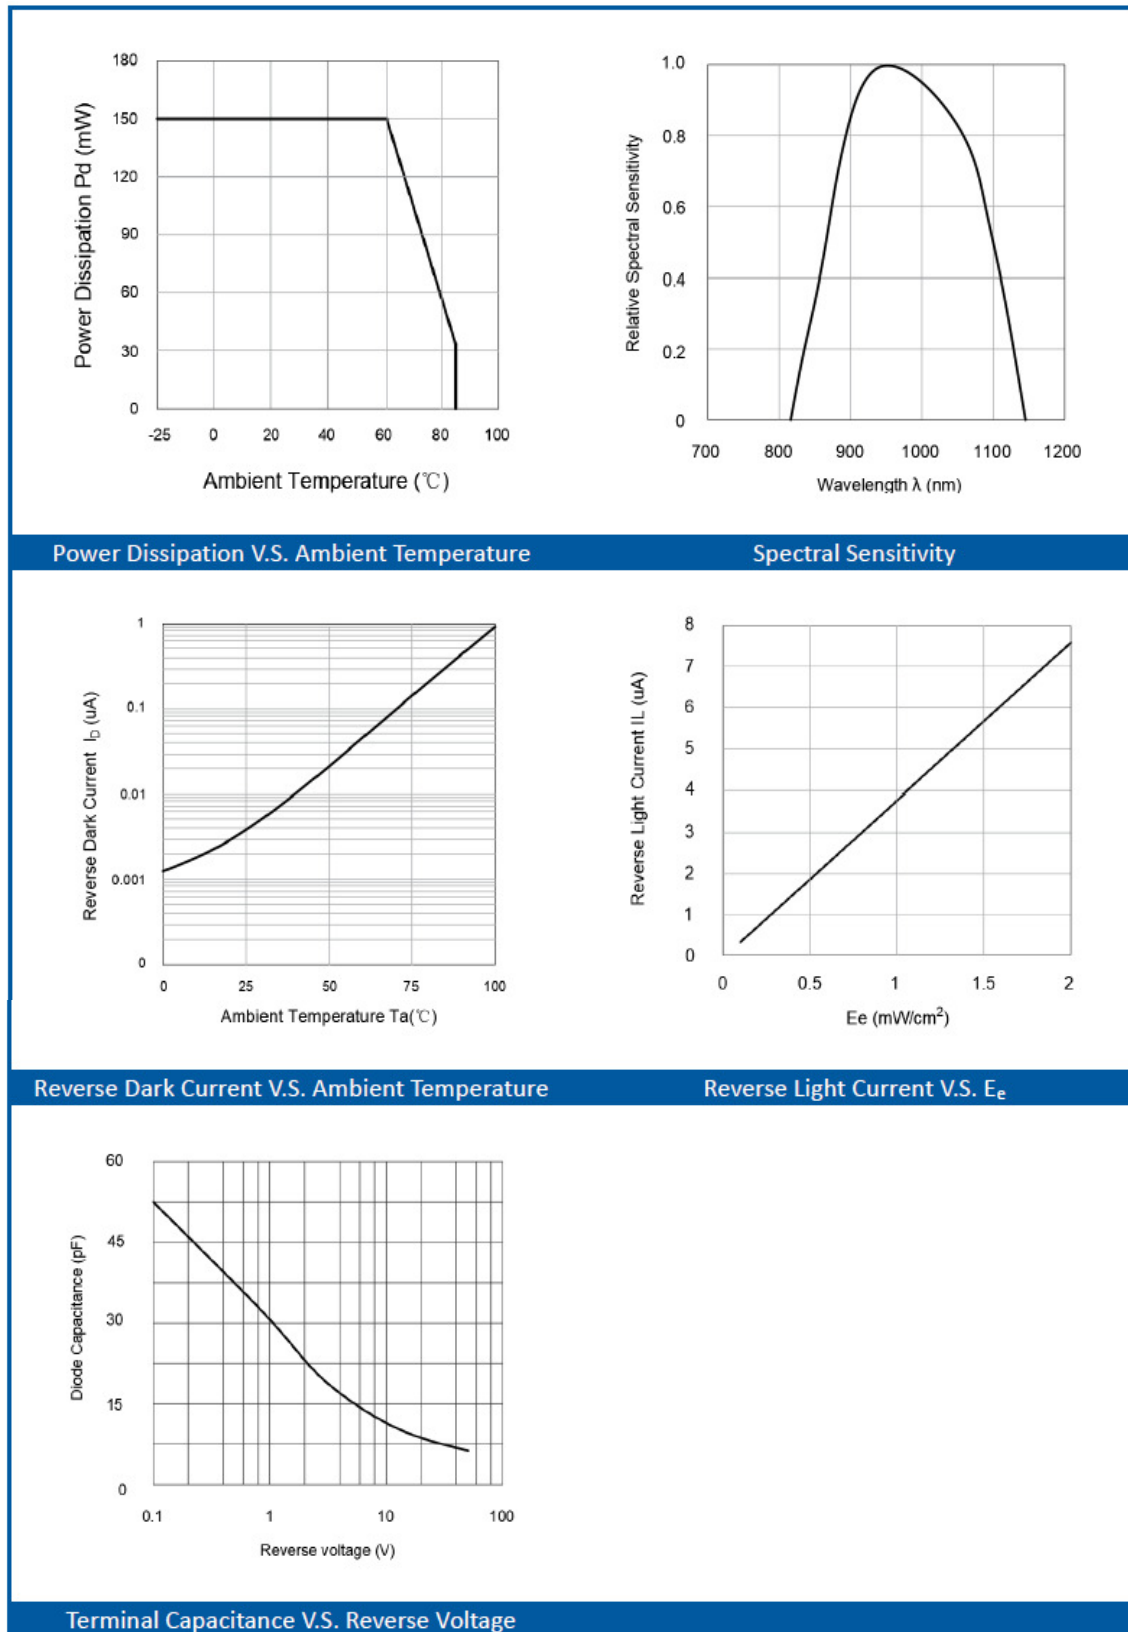 180
150
120
90
60
30
0
-25 0 20 40 60 80 100
Power Dissipation Pd (mW)
Ambient Temperature (℃)
1.0
0.8
0.6
0.4
0.2
0
700 800 900 1000 1100 1200
Relative Spectral Sensitivity
Wavelength λ (nm)
Power Dissipation V.S. Ambient Temperature
Spectral Sensitivity
1
0.1
0.01
0.001
0
0 25 50 75 100
Reverse Dark Current I_D (uA)
Ambient Temperature Ta(℃)
8
7
6
5
4
3
2
1
0
0 0.5 1 1.5 2
Reverse Light Current IL (uA)
Ee (mW/cm²)
Reverse Dark Current V.S. Ambient Temperature
Reverse Light Current V.S. Eₑ
60
45
30
15
0
0.1 1 10 100
Diode Capacitance (pF)
Reverse voltage (V)
Terminal Capacitance V.S. Reverse Voltage